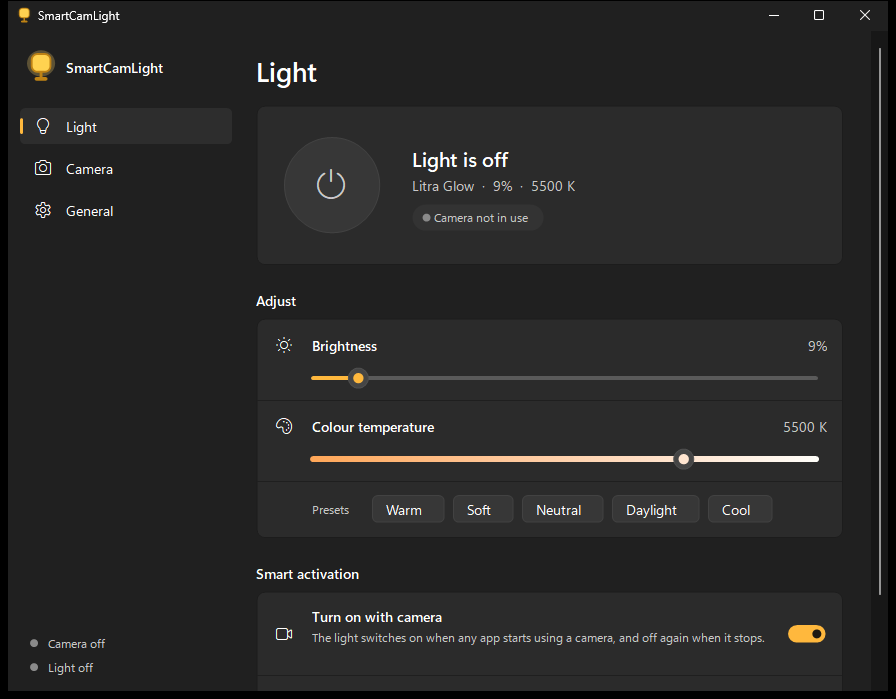 SmartCamLight
SmartCamLight
Light
Camera
General
Camera off
Light off
Light
Light is off
Litra Glow · 9% · 5500 K
Camera not in use
Adjust
Brightness 9%
Colour temperature 5500 K
Presets Warm Soft Neutral Daylight Cool
Smart activation
Turn on with camera
The light switches on when any app starts using a camera, and off again when it stops.